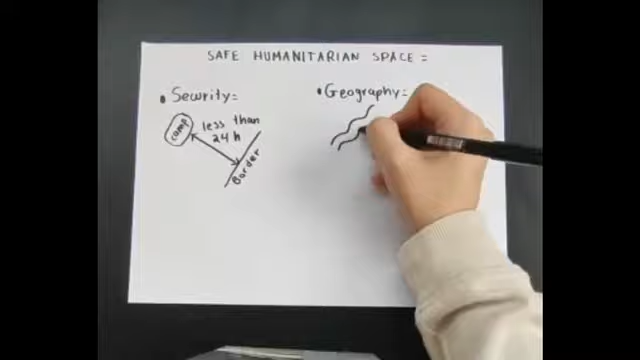 SAFE HUMANITARIAN SPACE =
• Security=
• Geography=
camp
less than
24 h
Border